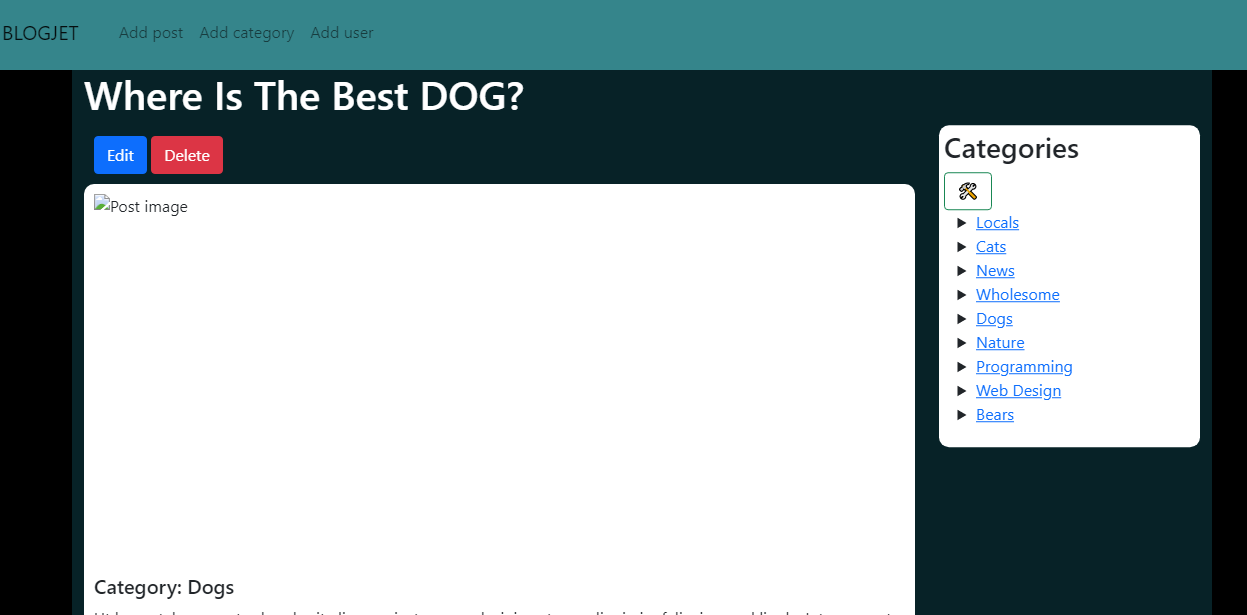 BLOGJET Add post Add category Add user
Where Is The Best DOG?
Edit Delete
Post image
Category: Dogs
Categories
Locals
Cats
News
Wholesome
Dogs
Nature
Programming
Web Design
Bears